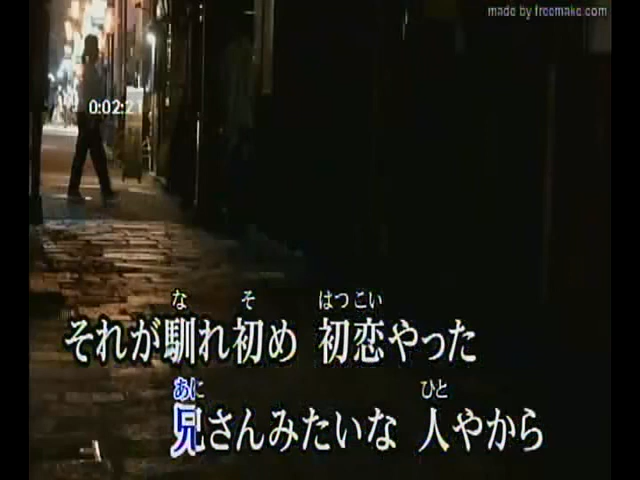 made by freemake.com
0:02:21
なそ はつこい
それが馴れ初め 初恋やった
あに ひと
兄さんみたいな 人やから